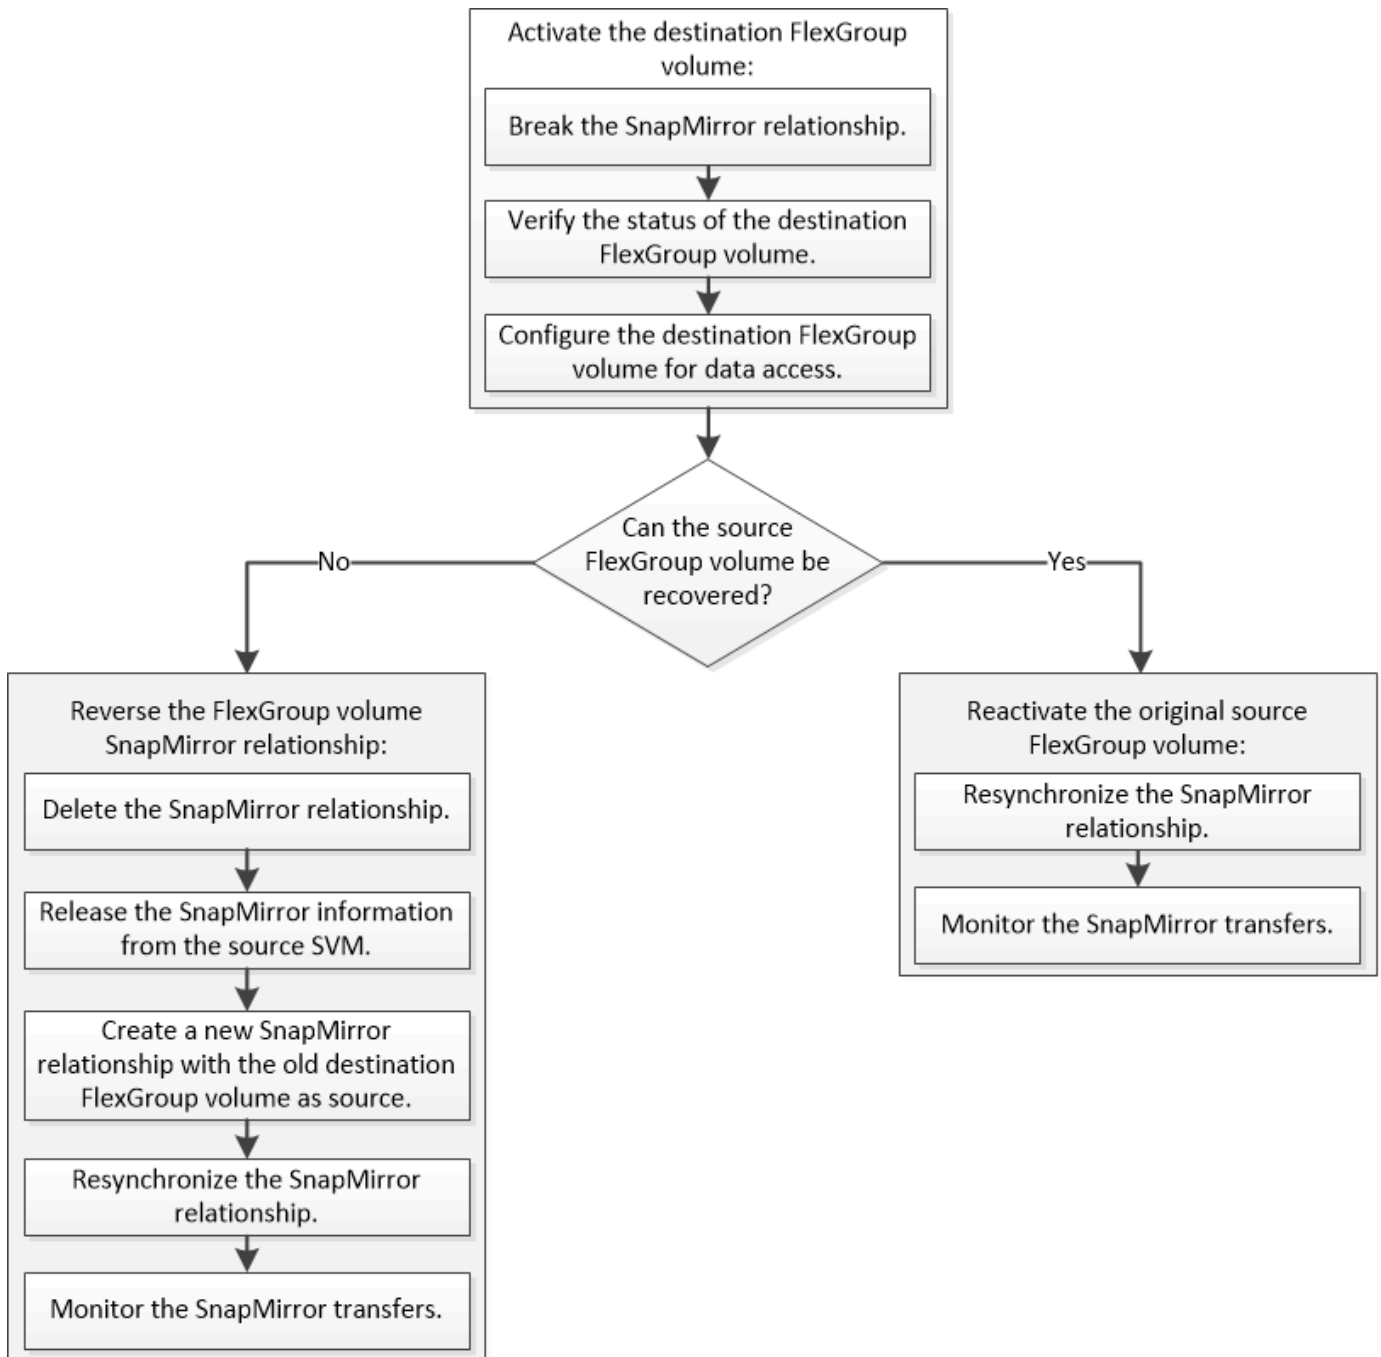 Activate the destination FlexGroup
volume:
Break the SnapMirror relationship.
Verify the status of the destination
FlexGroup volume.
Configure the destination FlexGroup
volume for data access.
Can the source
FlexGroup volume be
recovered?
No
Yes
Reverse the FlexGroup volume
SnapMirror relationship:
Delete the SnapMirror relationship.
Release the SnapMirror information
from the source SVM.
Create a new SnapMirror
relationship with the old destination
FlexGroup volume as source.
Resynchronize the SnapMirror
relationship.
Monitor the SnapMirror transfers.
Reactivate the original source
FlexGroup volume:
Resynchronize the SnapMirror
relationship.
Monitor the SnapMirror transfers.